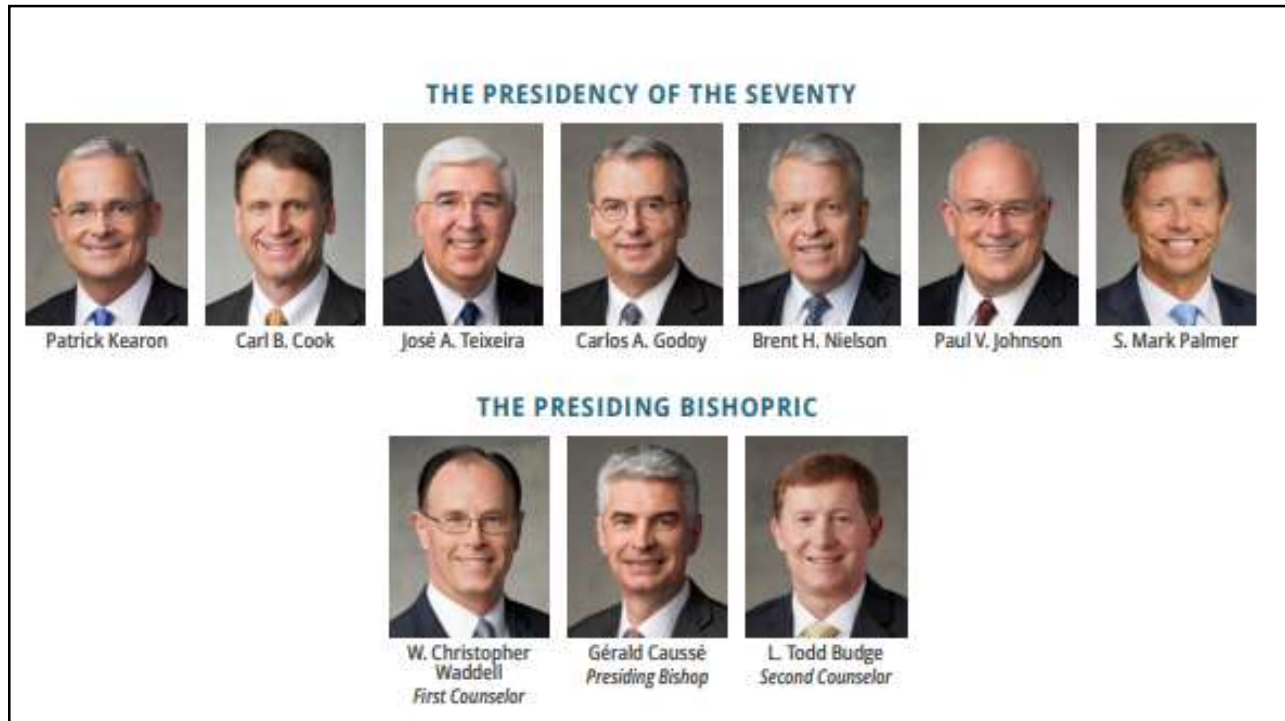 THE PRESIDENCY OF THE SEVENTY
Patrick Kearon
Carl B. Cook
José A. Teixeira
Carlos A. Godoy
Brent H. Nielson
Paul V. Johnson
S. Mark Palmer
THE PRESIDING BISHOPRIC
W. Christopher
Waddell
First Counselor
Gérald Caussé
Presiding Bishop
L. Todd Budge
Second Counselor